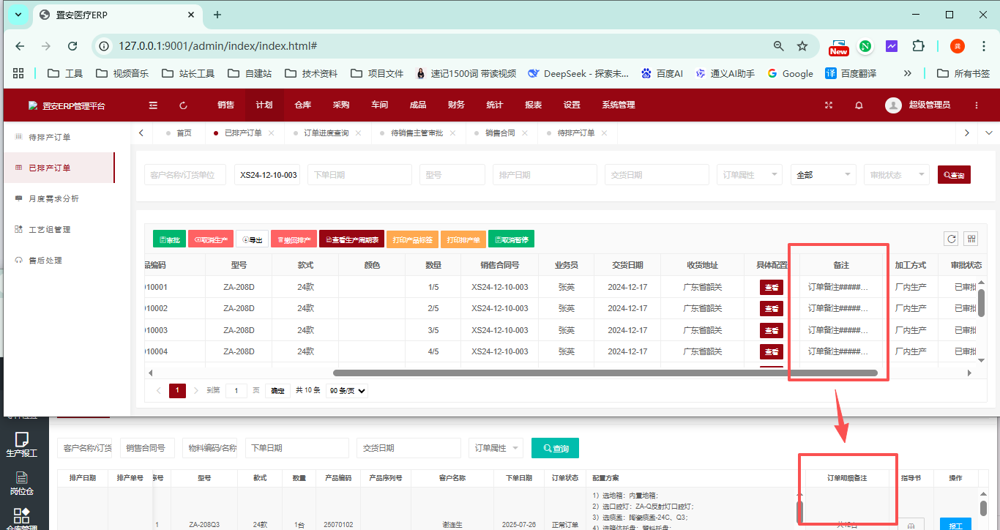 置安医疗ERP
127.0.0.1:9001/admin/index/index.html#
New
N
龚
工具
视频音乐
站长工具
自建站
技术资料
项目文件
速记1500词 带读视频
DeepSeek - 探索未...
百度AI
通义AI助手
Google
译 百度翻译
所有书签
置安ERP管理平台
销售
计划
仓库
采购
车间
成品
财务
统计
报表
设置
系统管理
超级管理员
待排产订单
已排产订单
月度需求分析
工艺组管理
售后处理
首页
已排产订单
订单进度查询
待销售主管审批
销售合同
待排产订单
客户名称/订货单位
XS24-12-10-003
下单日期
型号
排产日期
交货日期
订单属性
全部
审批状态
查询
审批
取消生产
导出
撤回排产
查看生产周期表
打印产品标签
打印排产单
取消暂停
品编码 型号 款式 颜色 数量 销售合同号 业务员 交货日期 收货地址 具体配置 备注 加工方式 审批状态
10001 ZA-208D 24款 1/5 XS24-12-10-003 张英 2024-12-17 广东省韶关 查看 订单备注#####... 厂内生产 已审批
10002 ZA-208D 24款 2/5 XS24-12-10-003 张英 2024-12-17 广东省韶关 查看 订单备注#####... 厂内生产 已审批
10003 ZA-208D 24款 3/5 XS24-12-10-003 张英 2024-12-17 广东省韶关 查看 订单备注#####... 厂内生产 已审批
10004 ZA-208D 24款 4/5 XS24-12-10-003 张英 2024-12-17 广东省韶关 查看 订单备注#####... 厂内生产 已审批
1 到第 1 页 确定 共 10 条 90 条/页
生产报工
岗位仓
仓库管理
客户名称/订货
销售合同号
物料编码/名称
下单日期
交货日期
订单属性
查询
排产日期 排产单号 序号 型号 款式 数量 产品编码 产品序列号 客户名称 下单日期 订单状态 配置方案 订单明细备注 指导书 操作
1）选地箱：内置地箱；
2）选口腔灯：ZA-Q反射灯口腔灯；
3）选痰盂：陶瓷痰盂-24C、Q3；
4）选箱体托盘：塑料托盘；
1 ZA-208Q3 24款 1台 25070102 谢连生 2025-07-26 正常订单 共12台 报工